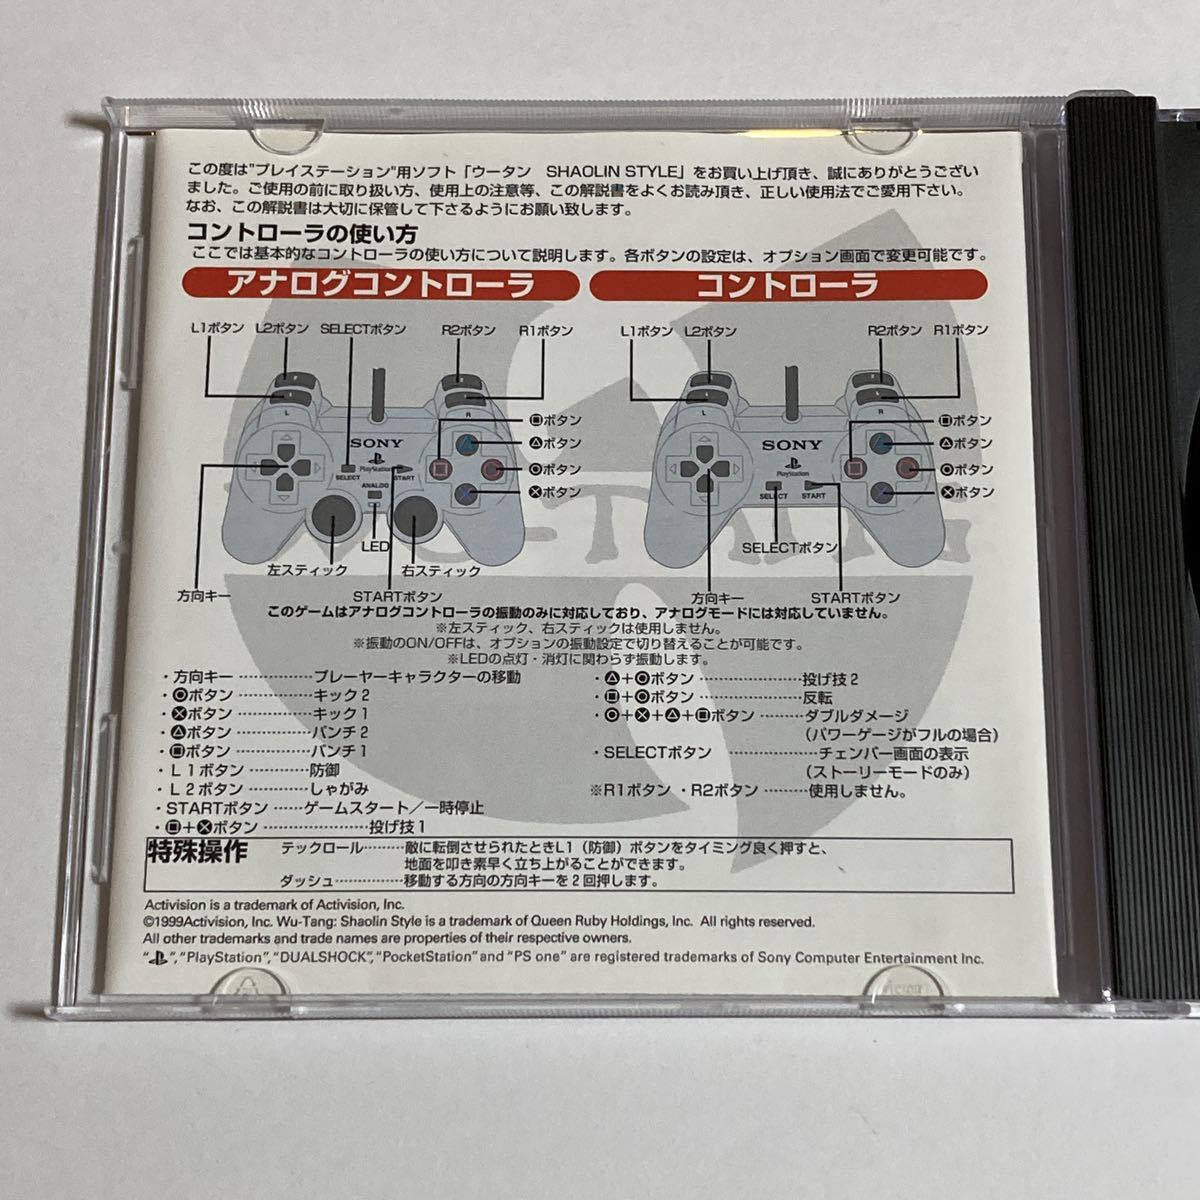 この度は"プレイステーション"用ソフト「ウータン　SHAOLIN STYLE」をお買い上げ頂き、誠にありがとうござい
ました。ご使用の前に取り扱い方、使用上の注意等、この解説書をよくお読み頂き、正しい使用法でご愛用下さい。
なお、この解説書は大切に保管して下さるようにお願い致します。
コントローラの使い方
ここでは基本的なコントローラの使い方について説明します。各ボタンの設定は、オプション画面で変更可能です。
アナログコントローラ
L1ボタン L2ボタン SELECTボタン R2ボタン R1ボタン
L R
□ボタン
△ボタン
○ボタン
×ボタン
SONY
PlayStation
SELECT START
ANALOG
LED
左スティック 右スティック
方向キー STARTボタン
コントローラ
L1ボタン L2ボタン R2ボタン R1ボタン
L R
□ボタン
△ボタン
○ボタン
×ボタン
SONY
PlayStation
SELECT START
SELECTボタン
方向キー STARTボタン
WU-TANG
このゲームはアナログコントローラの振動のみに対応しており、アナログモードには対応していません。
※左スティック、右スティックは使用しません。
※振動のON/OFFは、オプションの振動設定で切り替えることが可能です。
※LEDの点灯・消灯に関わらず振動します。
・方向キー ……………プレーヤーキャラクターの移動
・○ボタン ……………キック2
・×ボタン ……………キック1
・△ボタン ……………パンチ2
・□ボタン ……………パンチ1
・L1ボタン …………防御
・L2ボタン …………しゃがみ
・STARTボタン ……ゲームスタート／一時停止
・□+×ボタン …………………投げ技1
・△+○ボタン …………………投げ技2
・□+○ボタン …………………反転
・○+×+△+□ボタン ………ダブルダメージ
（パワーゲージがフルの場合）
・SELECTボタン ………………チェンバー画面の表示
（ストーリーモードのみ）
※R1ボタン・R2ボタン ………使用しません。
特殊操作
テックロール………敵に転倒させられたときL1（防御）ボタンをタイミング良く押すと、
地面を叩き素早く立ち上がることができます。
ダッシュ……………移動する方向の方向キーを2回押します。
Activision is a trademark of Activision, Inc.
©1999Activision, Inc. Wu-Tang: Shaolin Style is a trademark of Queen Ruby Holdings, Inc. All rights reserved.
All other trademarks and trade names are properties of their respective owners.
" ", "PlayStation", "DUALSHOCK", "PocketStation" and "PS one" are registered trademarks of Sony Computer Entertainment Inc.